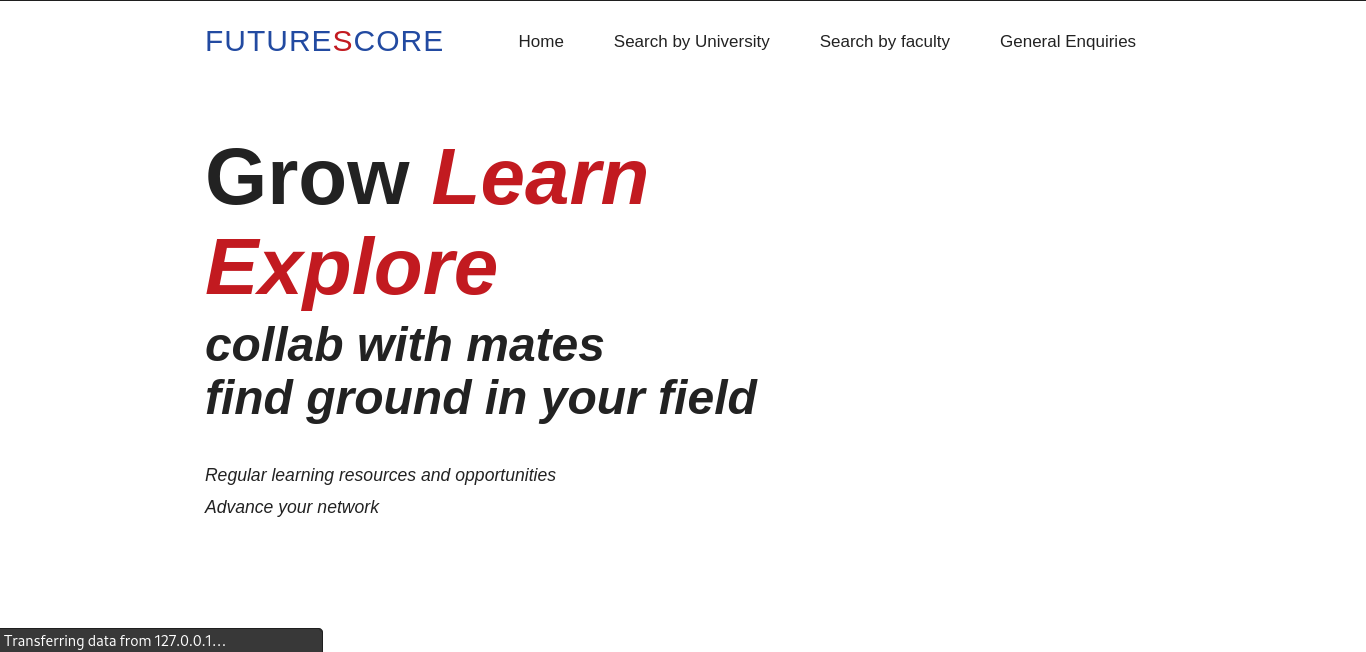 FUTURESCORE Home Search by University Search by faculty General Enquiries
Grow Learn
Explore
collab with mates
find ground in your field
Regular learning resources and opportunities
Advance your network
Transferring data from 127.0.0.1...